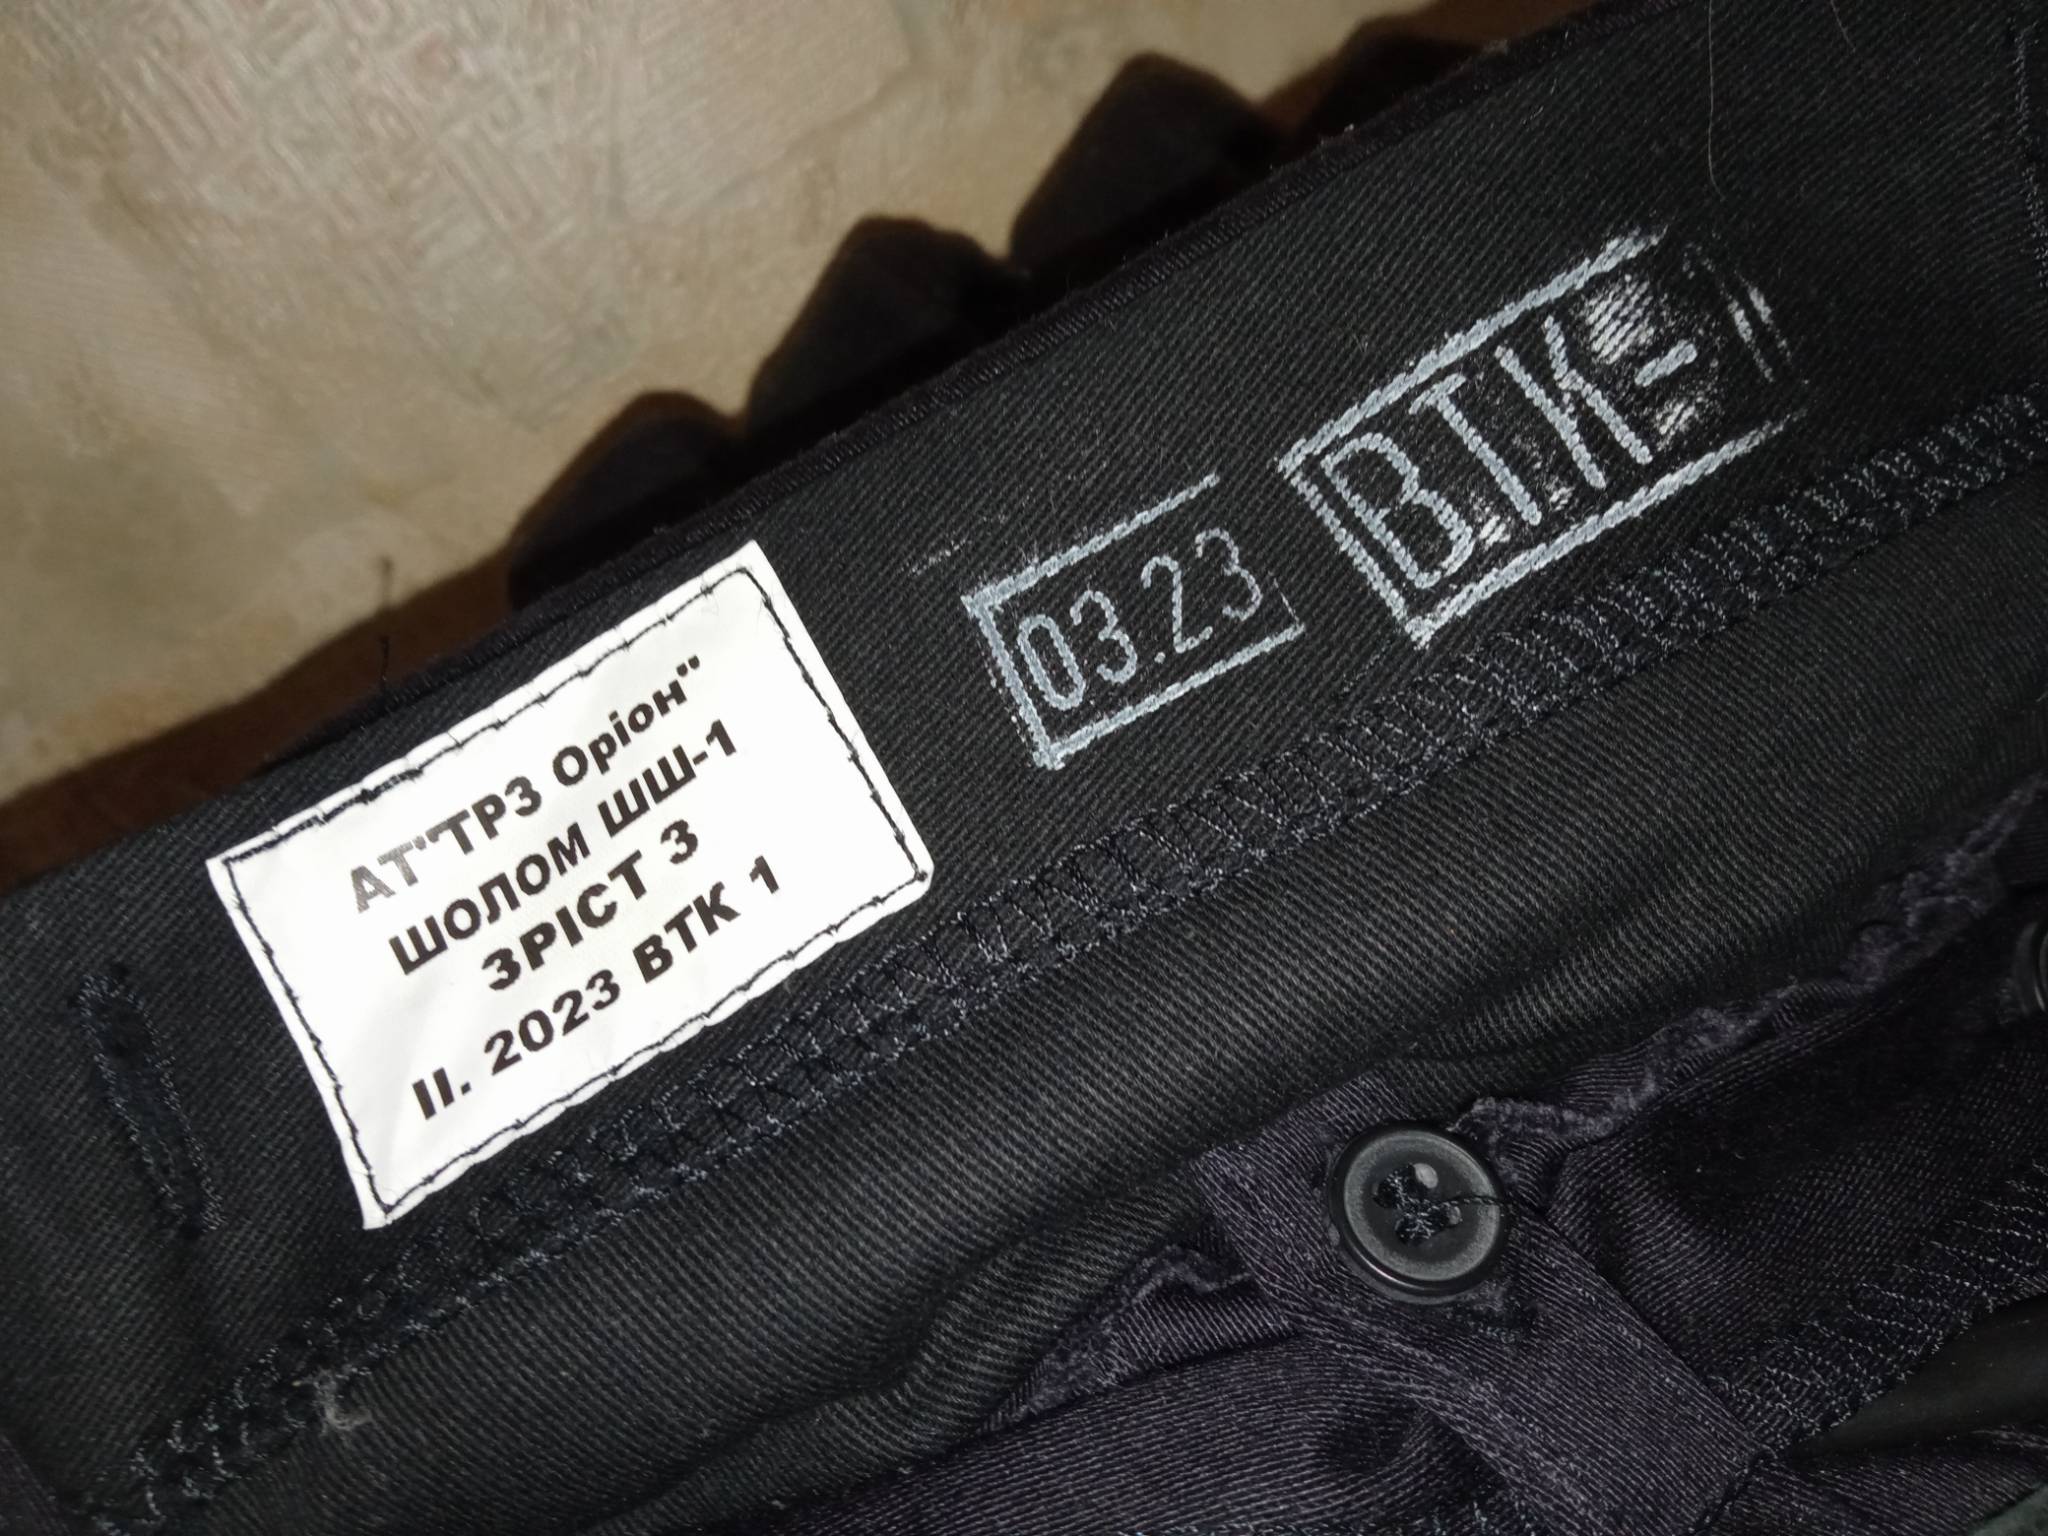 АТ"ТРЗ Оріон"
ШОЛОМ ШШ-1
ЗРІСТ 3
II. 2023 ВТК 1
03.23
ВТК-